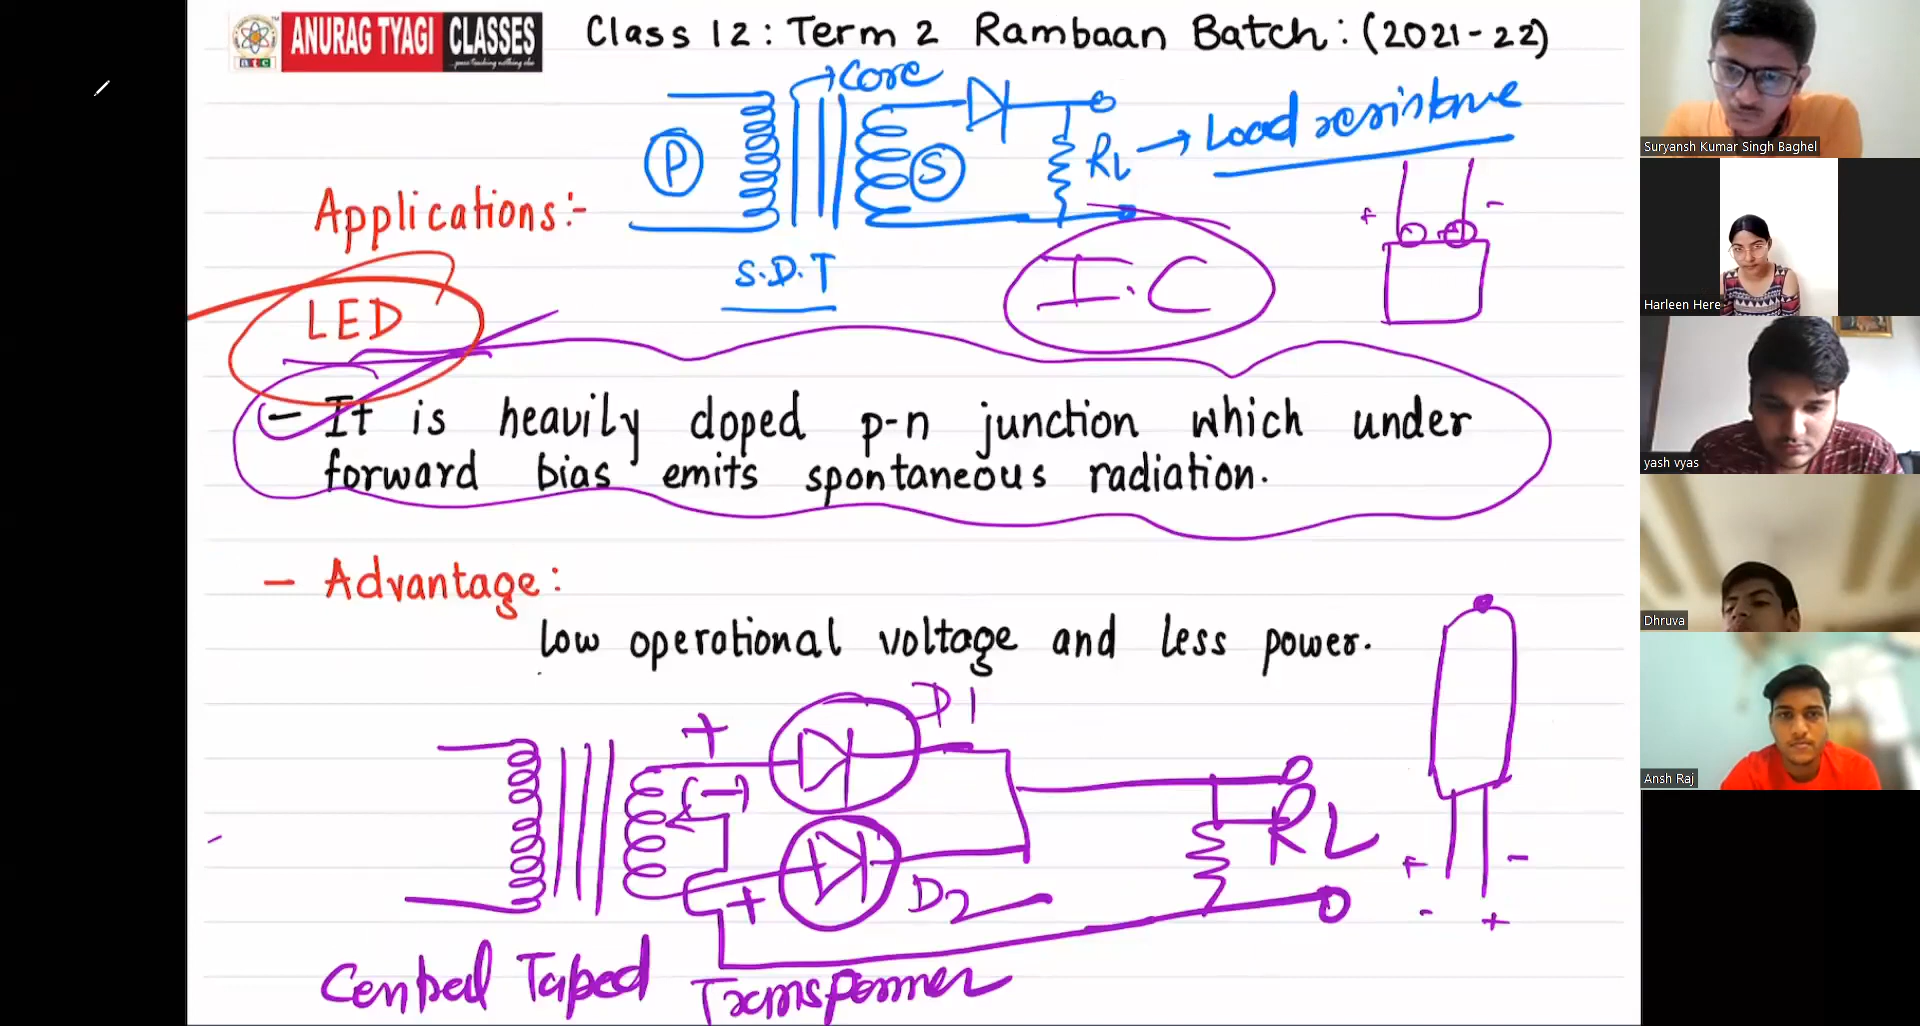 ANURAG TYAGI CLASSES
Class 12: Term 2 Rambaan Batch: (2021-22)
Core
P
S
RL → Load resistance
Applications:-
S.D.T
I.C
+ -
LED
- It is heavily doped p-n junction which under
forward bias emits spontaneous radiation.
- Advantage:
low operational voltage and less power.
D1
+
(-)
RL
+
D2
+ -
- +
Central Taped Transformer
Suryansh Kumar Singh Baghel
Harleen Here
yash vyas
Dhruva
Ansh Raj